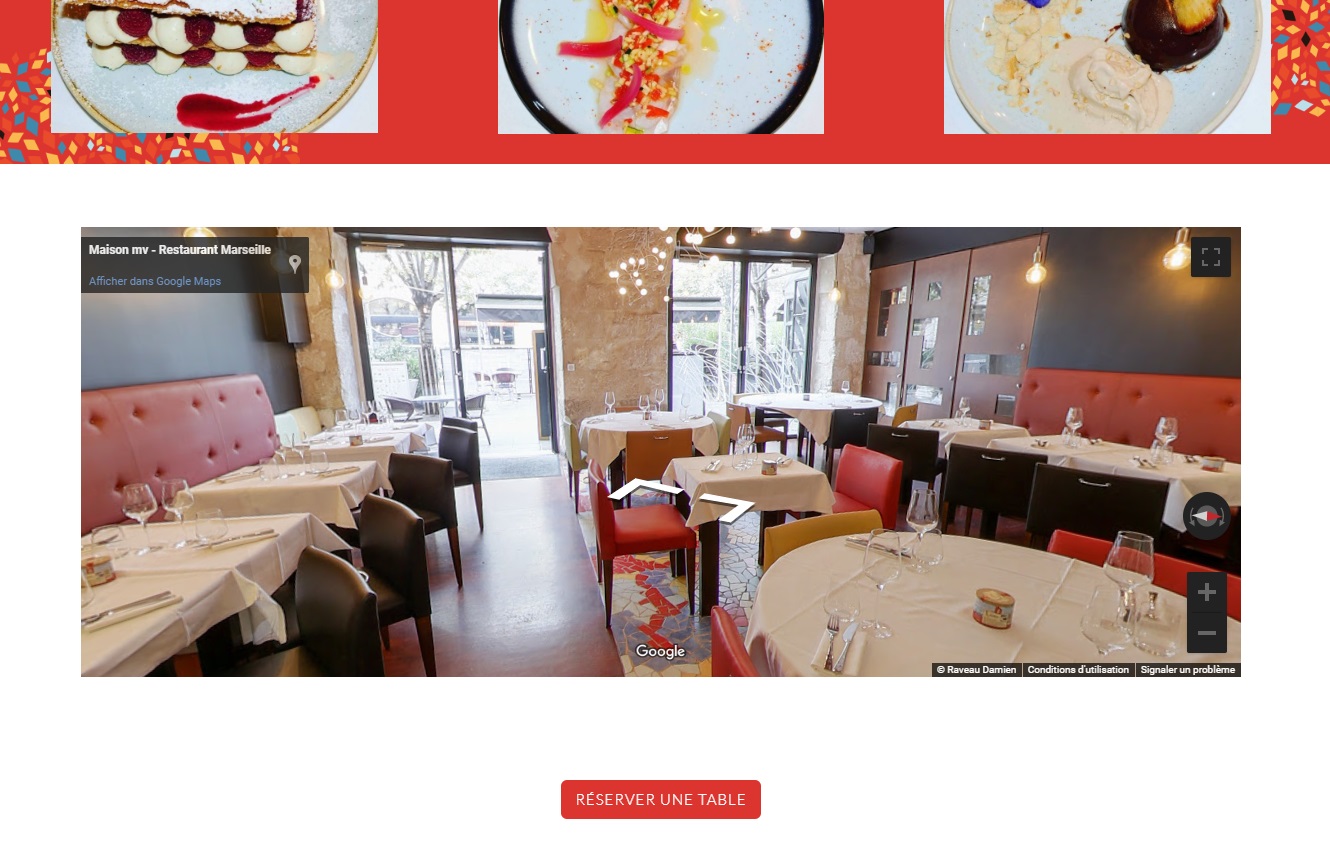 Maison mv - Restaurant Marseille
Afficher dans Google Maps
Google
© Raveau Damien
Conditions d'utilisation
Signaler un problème
RÉSERVER UNE TABLE